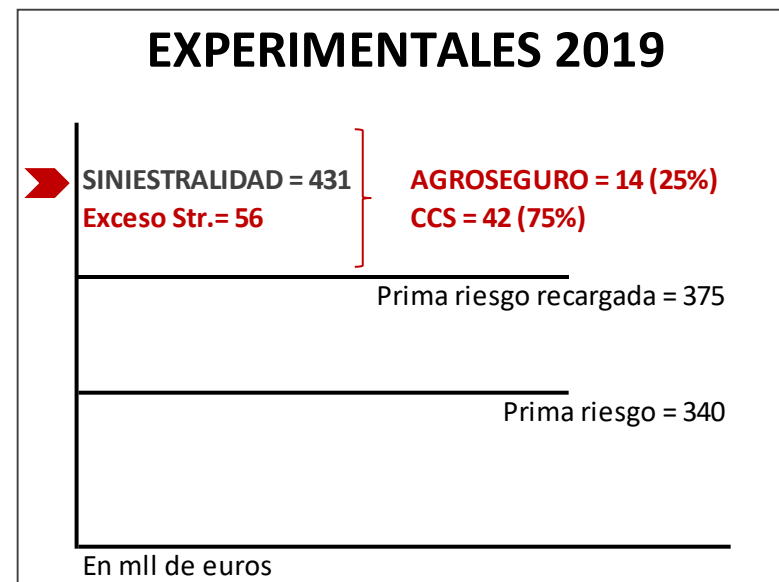 EXPERIMENTALES 2019
SINIESTRALIDAD = 431
Exceso Str.= 56
AGROSEGURO = 14 (25%)
CCS = 42 (75%)
Prima riesgo recargada = 375
Prima riesgo = 340
En mll de euros